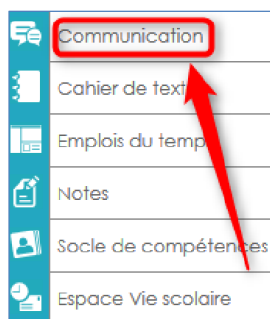 Communication
Cahier de text
Emplois du temp
Notes
Socle de compétences
Espace Vie scolaire